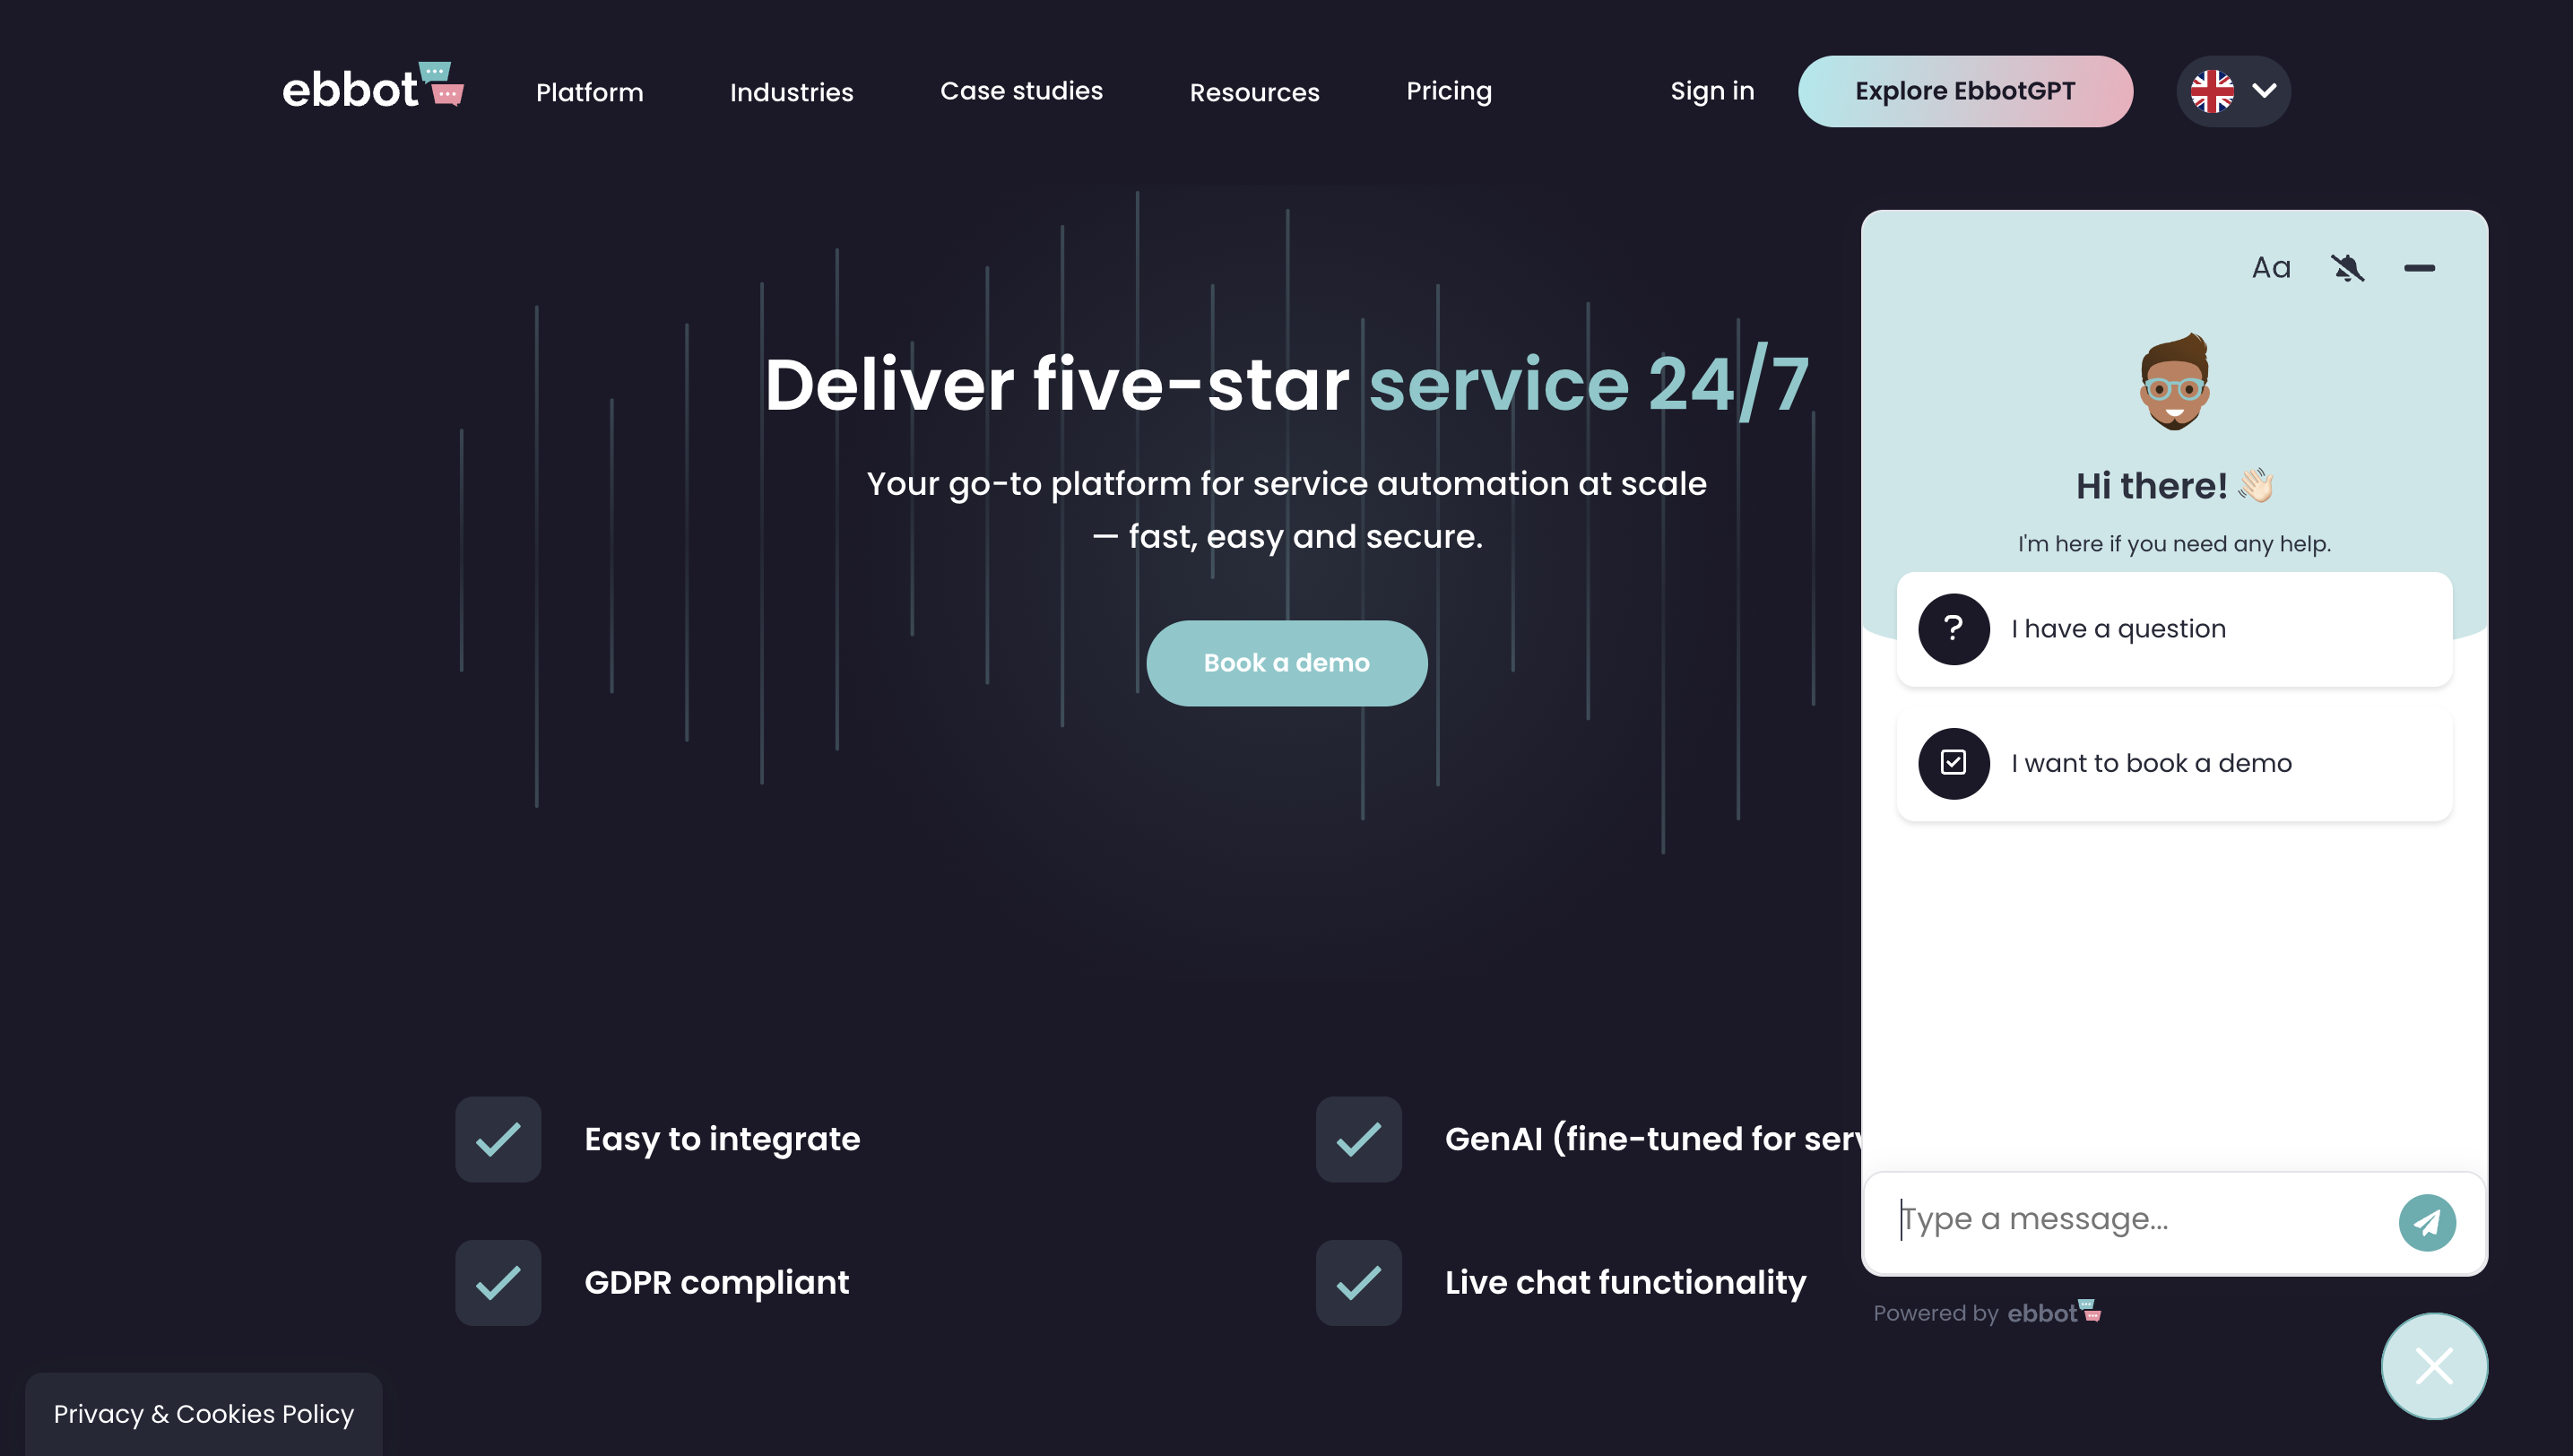 ebbot
Platform
Industries
Case studies
Resources
Pricing
Sign in
Explore EbbotGPT
Deliver five-star service 24/7
Your go-to platform for service automation at scale
— fast, easy and secure.
Book a demo
Easy to integrate
GenAI (fine-tuned for serv
GDPR compliant
Live chat functionality
Privacy & Cookies Policy
Aa
Hi there! 👋🏻
I'm here if you need any help.
?
I have a question
I want to book a demo
Type a message...
Powered by ebbot